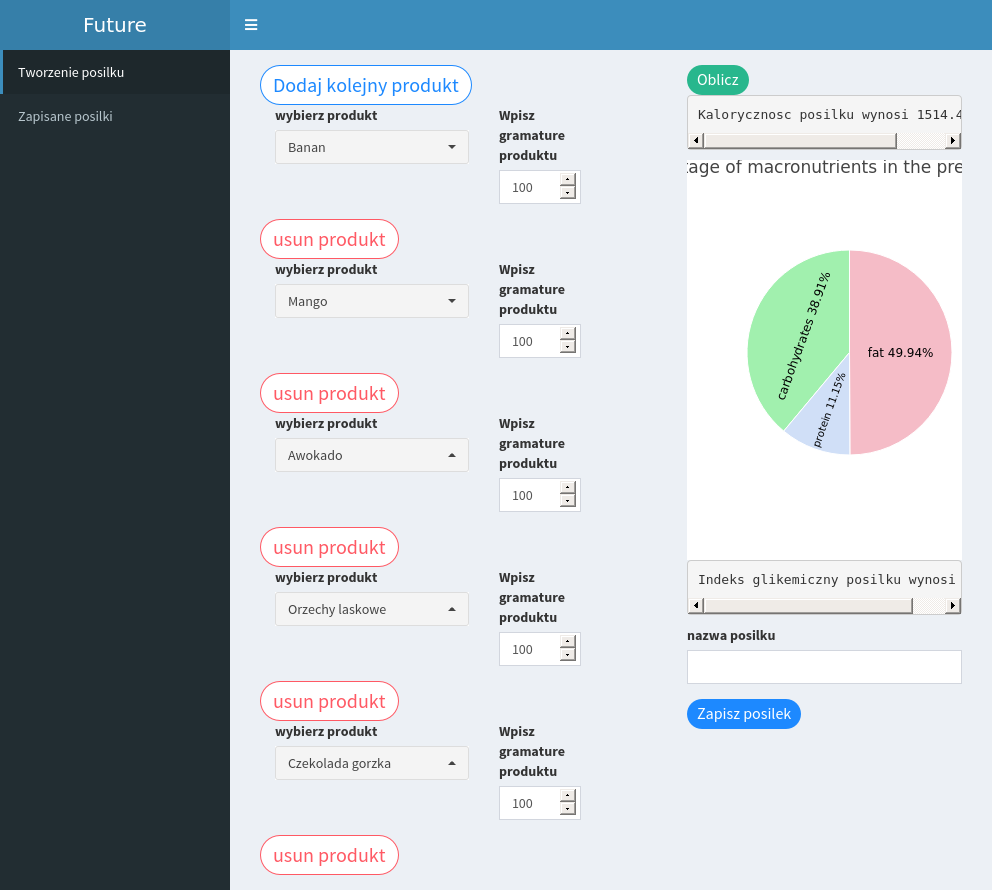 Future
Tworzenie posilku
Zapisane posilki
Dodaj kolejny produkt
wybierz produkt
Banan
Wpisz
gramature
produktu
100
usun produkt
wybierz produkt
Mango
Wpisz
gramature
produktu
100
usun produkt
wybierz produkt
Awokado
Wpisz
gramature
produktu
100
usun produkt
wybierz produkt
Orzechy laskowe
Wpisz
gramature
produktu
100
usun produkt
wybierz produkt
Czekolada gorzka
Wpisz
gramature
produktu
100
usun produkt
Oblicz
Kalorycznosc posilku wynosi 1514.4
tage of macronutrients in the pre
carbohydrates 38.91%
fat 49.94%
protein 11.15%
Indeks glikemiczny posilku wynosi
nazwa posilku
Zapisz posilek